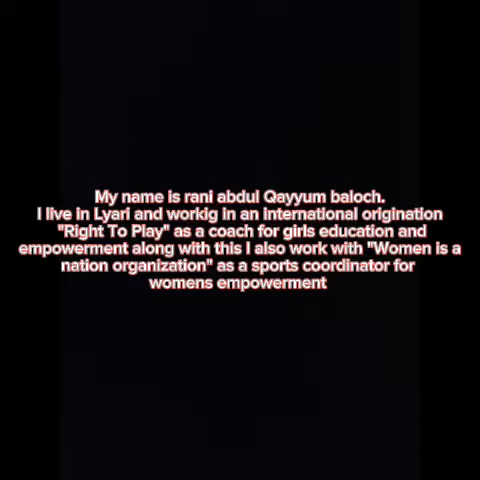 My name is rani abdul Qayyum baloch.
I live in Lyari and workig in an international origination
"Right To Play" as a coach for girls education and
empowerment along with this I also work with "Women is a
nation organization" as a sports coordinator for
womens empowerment